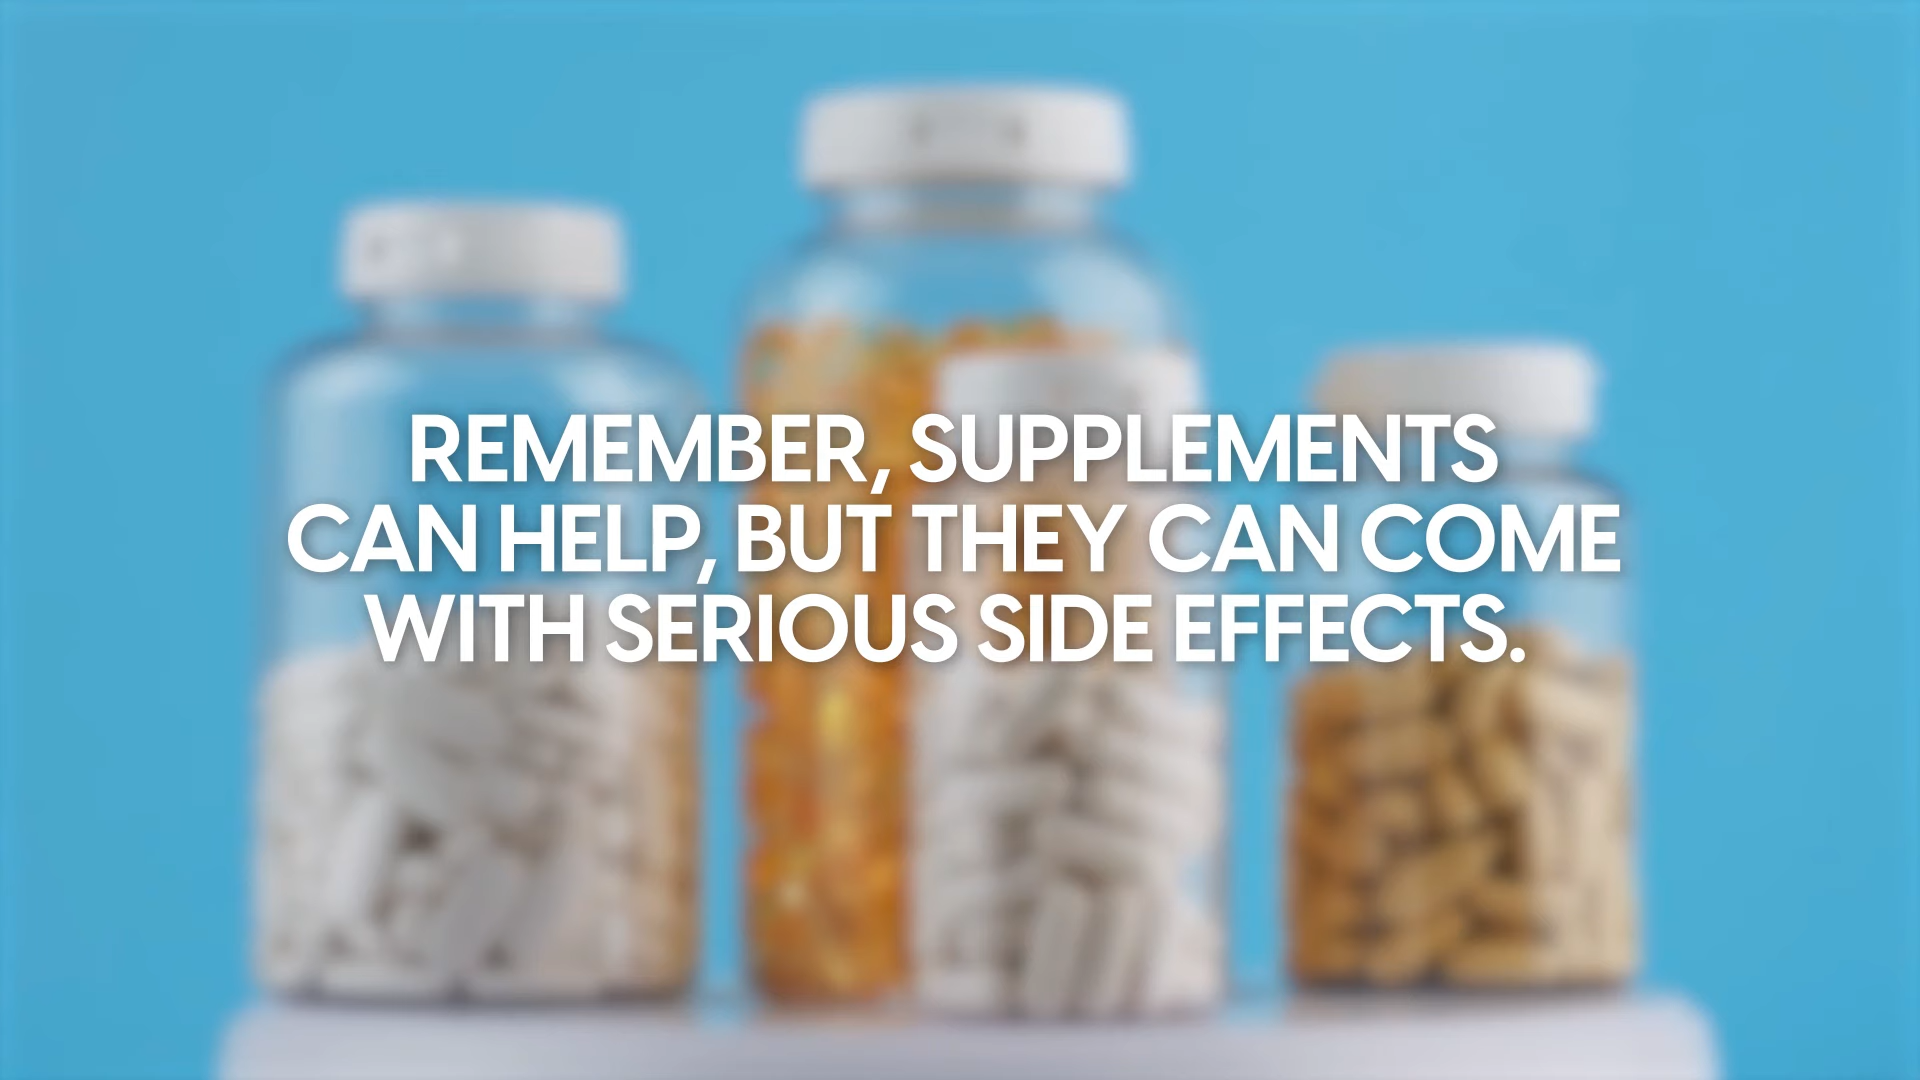 REMEMBER, SUPPLEMENTS
CAN HELP, BUT THEY CAN COME
WITH SERIOUS SIDE EFFECTS.